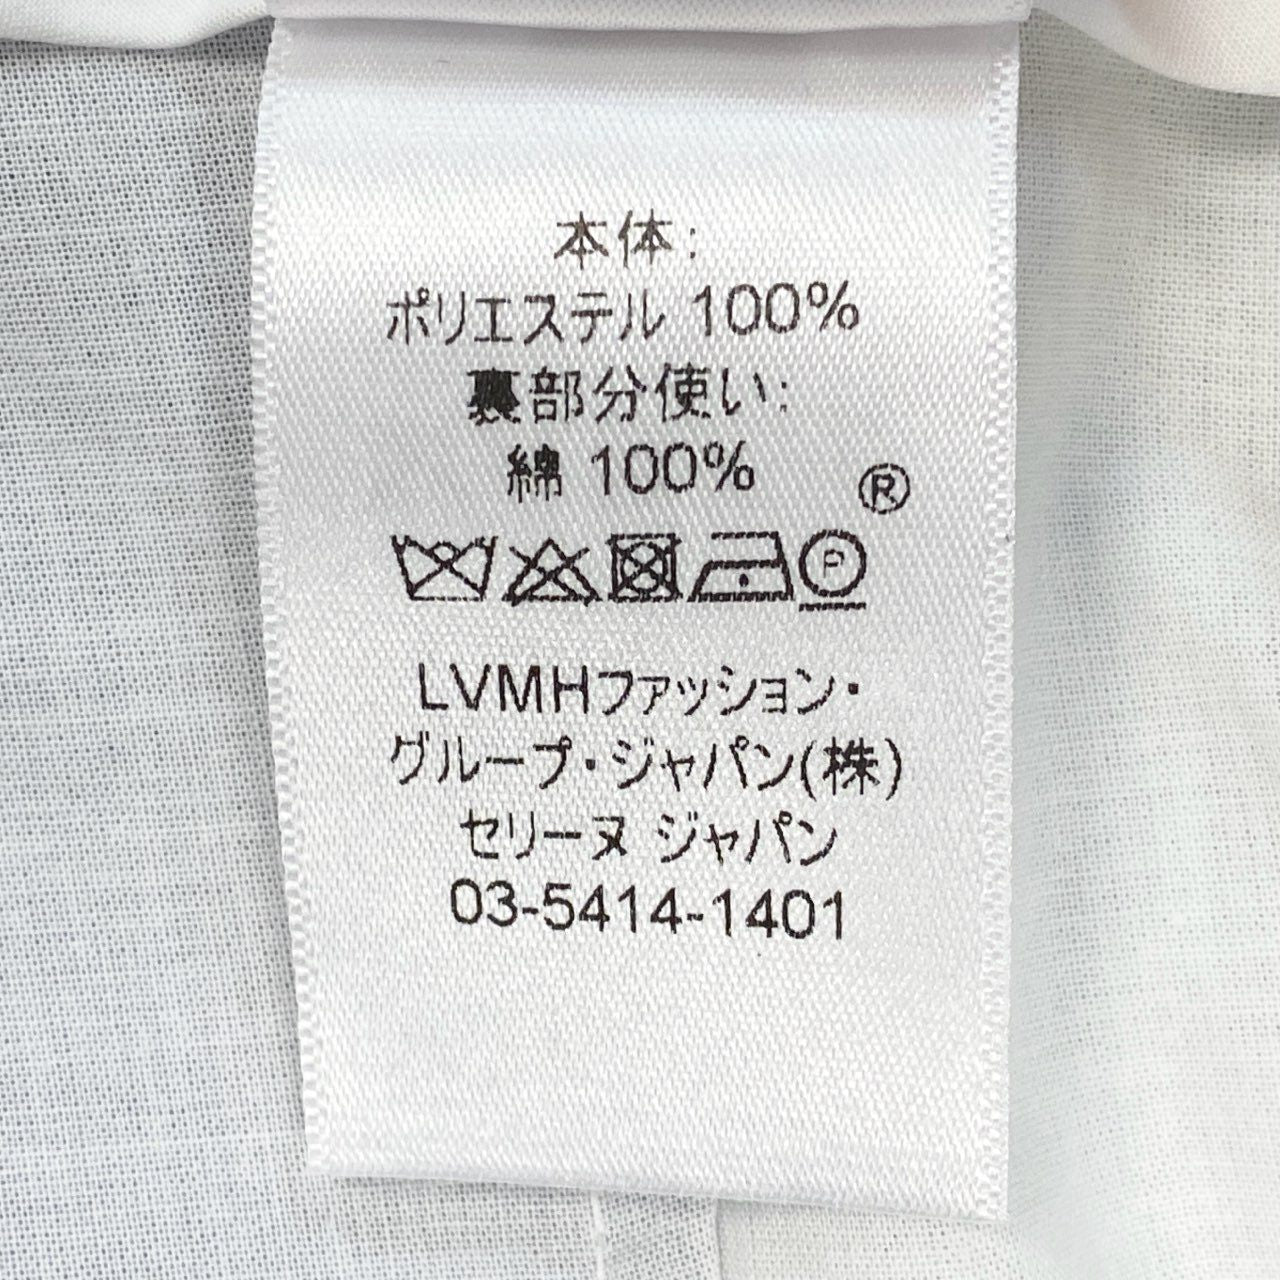 本体:
ポリエステル 100%
裏部分使い:
綿 100%
®
P
LVMHファッション・
グループ・ジャパン(株)
セリーヌ ジャパン
03-5414-1401